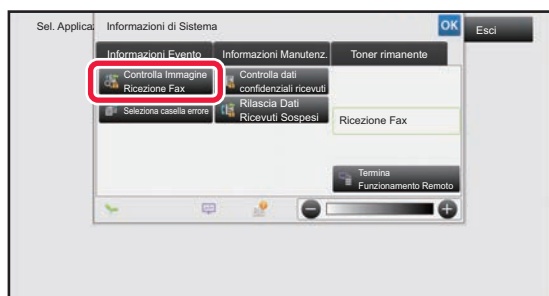 Sel. Applica
Informazioni di Sistema
OK
Esci
Informazioni Evento
Informazioni Manutenz.
Toner rimanente
Controlla Immagine
Ricezione Fax
Controlla dati
confidenziali ricevuti
Seleziona casella errore
Rilascia Dati
Ricevuti Sospesi
Ricezione Fax
Termina
Funzionamento Remoto